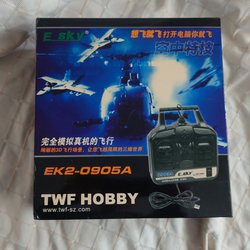 E sky
想飞就飞 打开电脑你就飞
空中特技
完全模拟真机的飞行
EK2-0905A
TWF HOBBY
www.twf-sz.com